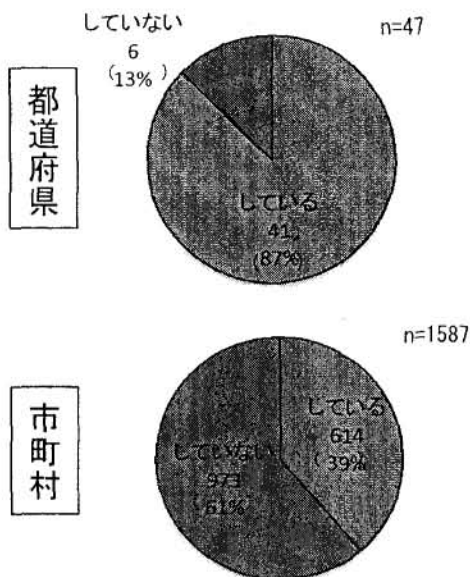 していない
6
(13%)
n=47
都道府県
している
41
(87%)
n=1587
市町村
している
614
(39%)
していない
973
(61%)